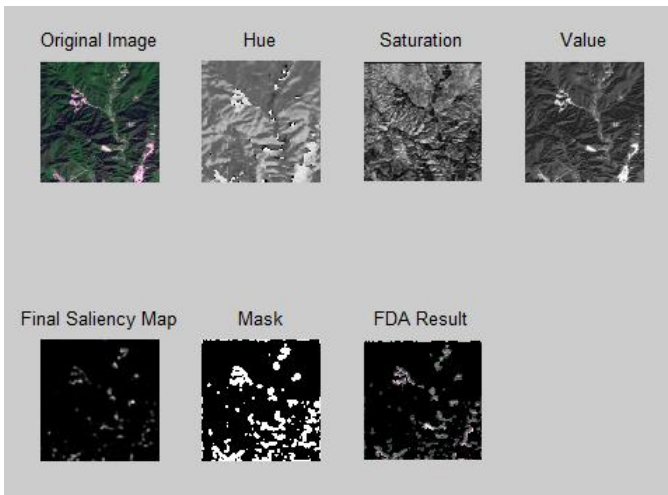 Original Image
Hue
Saturation
Value
Final Saliency Map
Mask
FDA Result